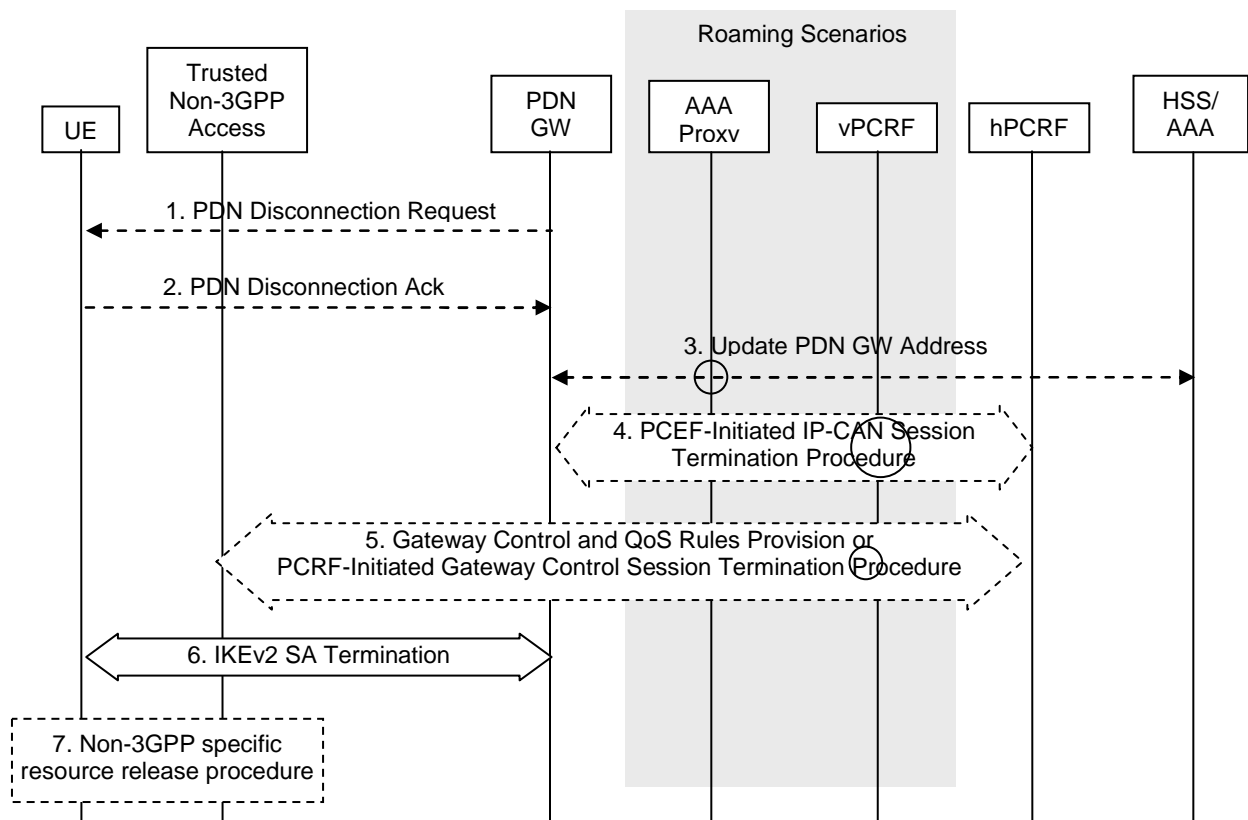 Roaming Scenarios
UE
Trusted
Non-3GPP
Access
PDN
GW
AAA
Proxv
vPCRF
hPCRF
HSS/
AAA
1. PDN Disconnection Request
2. PDN Disconnection Ack
3. Update PDN GW Address
4. PCEF-Initiated IP-CAN Session
Termination Procedure
5. Gateway Control and QoS Rules Provision or
PCRF-Initiated Gateway Control Session Termination Procedure
6. IKEv2 SA Termination
7. Non-3GPP specific
resource release procedure